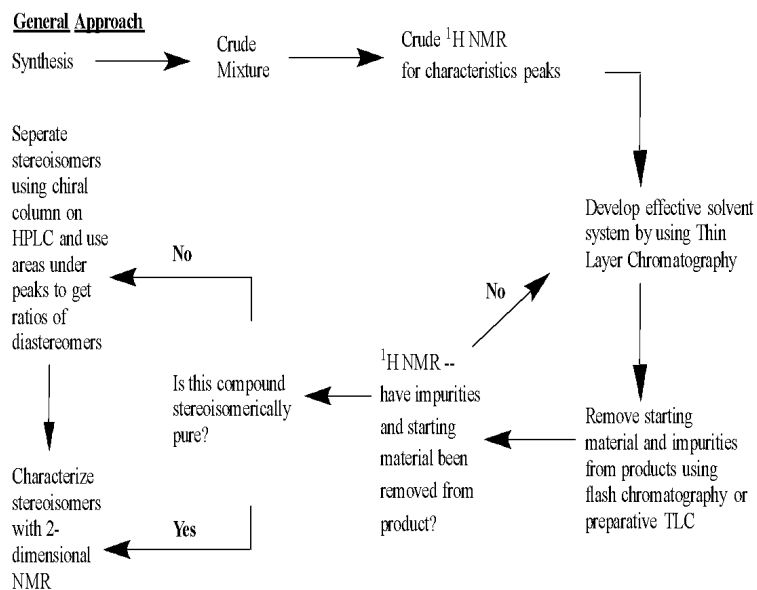 General Approach
Synthesis
Crude
Mixture
Crude ¹H NMR
for characteristics peaks
Develop effective solvent
system by using Thin
Layer Chromatography
Remove starting
material and impurities
from products using
flash chromatography or
preparative TLC
¹H NMR --
have impurities
and starting
material been
removed from
product?
No
Is this compound
stereoisomerically
pure?
No
Seperate
stereoisomers
using chiral
column on
HPLC and use
areas under
peaks to get
ratios of
diastereomers
Yes
Characterize
stereoisomers
with 2-
dimensional
NMR